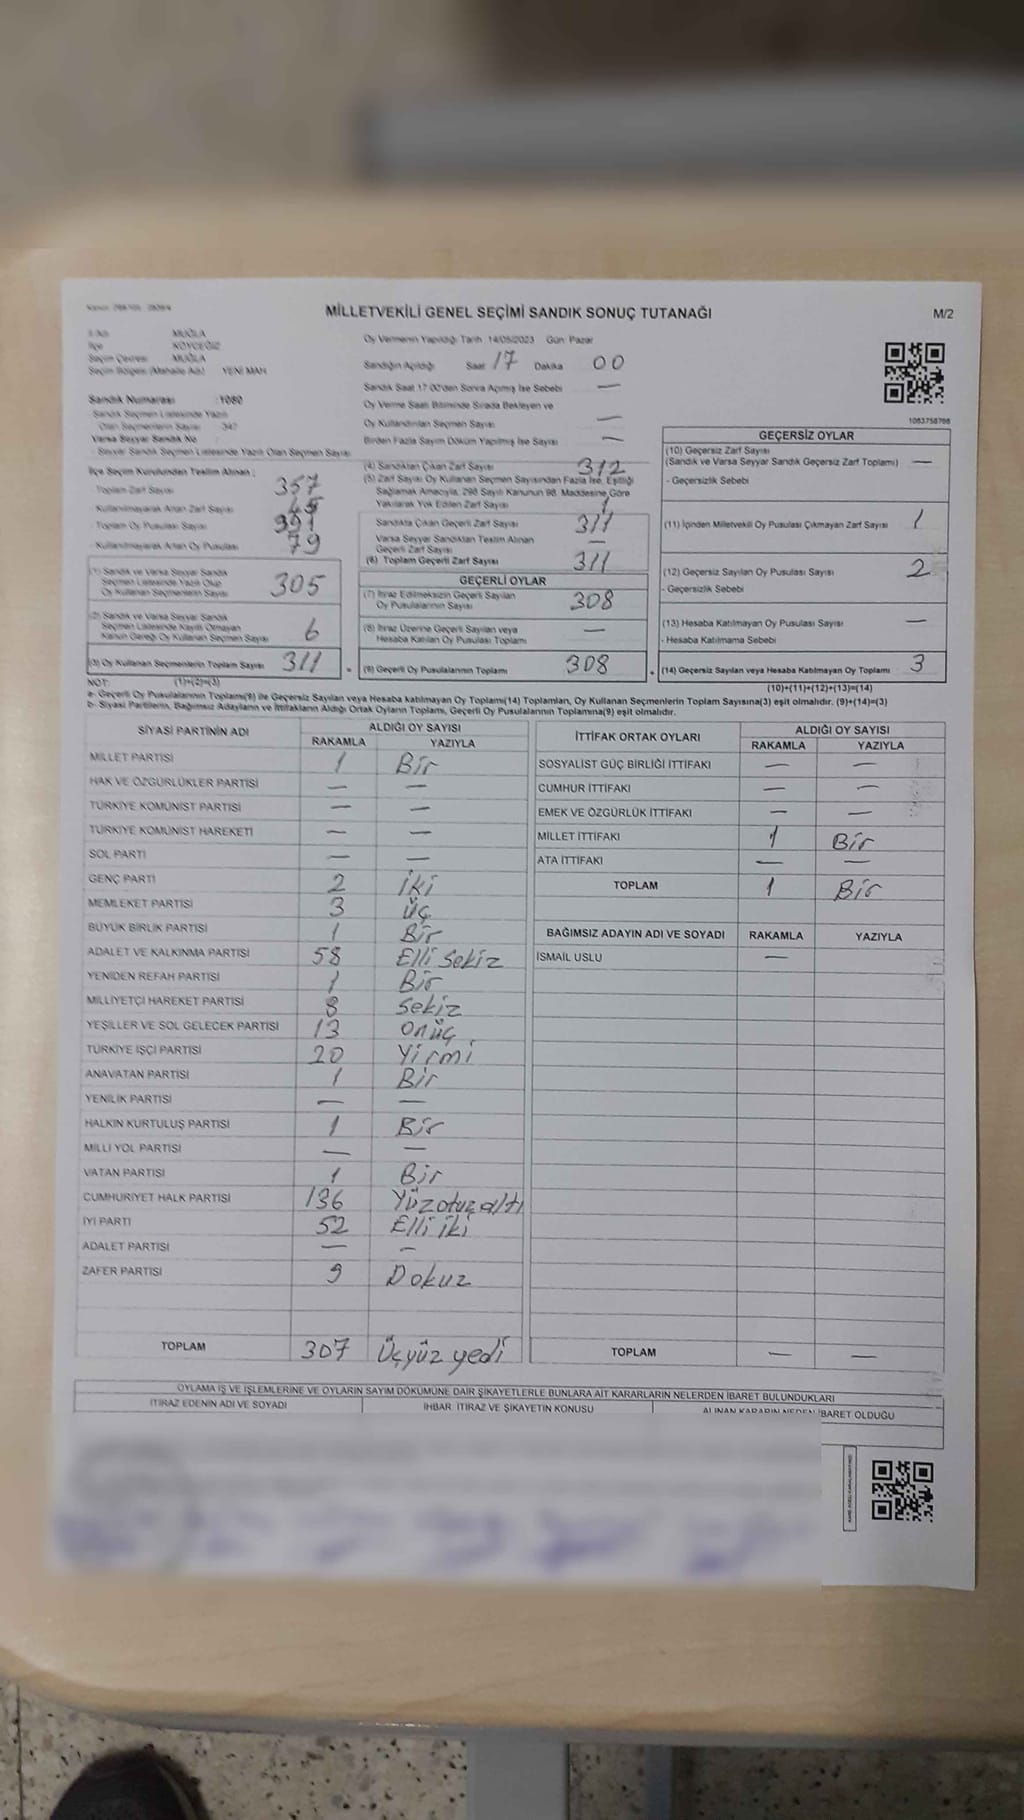 MİLLETVEKİLİ GENEL SEÇİMİ SANDIK SONUÇ TUTANAĞI
M/2
İlçe KÖYCEĞİZ
Seçim Çevresi MUĞLA
Seçim Bölgesi (Mahalle Adı) YENİ MAH
Sandık Numarası :1080
Sandık Seçmen Listesinde Yazılı
Olan Seçmenlerin Sayısı 347
Varsa Seyyar Sandık No
- Seyyar Sandık Seçmen Listesinde Yazılı Olan Seçmen Sayısı
İlçe Seçim Kurulundan Teslim Alınan ;
- Toplam Zarf Sayısı 357
- Kullanılmayarak Artan Zarf Sayısı 45
- Toplam Oy Pusulası Sayısı 391
- Kullanılmayarak Artan Oy Pusulası 79
(1) Sandık ve Varsa Seyyar Sandık
Seçmen Listesinde Yazılı Olup
Oy Kullanan Seçmenlerin Sayısı 305
(2) Sandık ve Varsa Seyyar Sandık
Seçmen Listesinde Kayıtlı Olmayan
Kanun Gereği Oy Kullanan Seçmen Sayısı 6
(3) Oy Kullanan Seçmenlerin Toplam Sayısı 311
Oy Vermenin Yapıldığı Tarih 14/05/2023 Gün Pazar
Sandığın Açıldığı Saat 17 Dakika 00
Sandık Saat 17:00'den Sonra Açılmış İse Sebebi —
Oy Verme Saati Bitiminde Sırada Bekleyen ve
Oy Kullandırılan Seçmen Sayısı —
Birden Fazla Sayım Döküm Yapılmış İse Sayısı —
(4) Sandıktan Çıkan Zarf Sayısı 312
(5) Zarf Sayısı Oy Kullanan Seçmen Sayısından Fazla İse, Eşitliği
Sağlamak Amacıyla, 298 Sayılı Kanunun 98. Maddesine Göre
Yakılarak Yok Edilen Zarf Sayısı 1
Sandıkta Çıkan Geçerli Zarf Sayısı 311
Varsa Seyyar Sandıktan Teslim Alınan
Geçerli Zarf Sayısı —
(6) Toplam Geçerli Zarf Sayısı 311
GEÇERLİ OYLAR
(7) İtiraz Edilmeksizin Geçerli Sayılan
Oy Pusulalarının Sayısı 308
(8) İtiraz Üzerine Geçerli Sayılan veya
Hesaba Katılan Oy Pusulası Toplamı —
(9) Geçerli Oy Pusulalarının Toplamı 308
1063758766
GEÇERSİZ OYLAR
(10) Geçersiz Zarf Sayısı
(Sandık ve Varsa Seyyar Sandık Geçersiz Zarf Toplamı) —
- Geçersizlik Sebebi
(11) İçinden Milletvekili Oy Pusulası Çıkmayan Zarf Sayısı 1
(12) Geçersiz Sayılan Oy Pusulası Sayısı 2
- Geçersizlik Sebebi
(13) Hesaba Katılmayan Oy Pusulası Sayısı —
- Hesaba Katılmama Sebebi
(14) Geçersiz Sayılan veya Hesaba Katılmayan Oy Toplamı 3
NOT: (1)+(2)=(3) (10)+(11)+(12)+(13)=(14)
a- Geçerli Oy Pusulalarının Toplamı(9) ile Geçersiz Sayılan veya Hesaba katılmayan Oy Toplamı(14) Toplamları, Oy Kullanan Seçmenlerin Toplam Sayısına(3) eşit olmalıdır. (9)+(14)=(3)
b- Siyasi Partilerin, Bağımsız Adayların ve İttifakların Aldığı Ortak Oyların Toplamı, Geçerli Oy Pusulalarının Toplamına(9) eşit olmalıdır.
SİYASİ PARTİNİN ADI ALDIĞI OY SAYISI
RAKAMLA YAZIYLA
MİLLET PARTİSİ 1 Bir
HAK VE ÖZGÜRLÜKLER PARTİSİ — —
TÜRKİYE KOMÜNİST PARTİSİ — —
TÜRKİYE KOMÜNİST HAREKETİ — —
SOL PARTİ — —
GENÇ PARTİ 2 İki
MEMLEKET PARTİSİ 3 Üç
BÜYÜK BİRLİK PARTİSİ 1 Bir
ADALET VE KALKINMA PARTİSİ 58 Elli Sekiz
YENİDEN REFAH PARTİSİ 1 Bir
MİLLİYETÇİ HAREKET PARTİSİ 8 Sekiz
YEŞİLLER VE SOL GELECEK PARTİSİ 13 Onüç
TÜRKİYE İŞÇİ PARTİSİ 20 Yirmi
ANAVATAN PARTİSİ 1 Bir
YENİLİK PARTİSİ — —
HALKIN KURTULUŞ PARTİSİ 1 Bir
MİLLİ YOL PARTİSİ — —
VATAN PARTİSİ 1 Bir
CUMHURİYET HALK PARTİSİ 136 Yüzotuzaltı
İYİ PARTİ 52 Elli iki
ADALET PARTİSİ — —
ZAFER PARTİSİ 9 Dokuz
TOPLAM 307 Üçyüz yedi
İTTİFAK ORTAK OYLARI ALDIĞI OY SAYISI
RAKAMLA YAZIYLA
SOSYALİST GÜÇ BİRLİĞİ İTTİFAKI — —
CUMHUR İTTİFAKI — —
EMEK VE ÖZGÜRLÜK İTTİFAKI — —
MİLLET İTTİFAKI 1 Bir
ATA İTTİFAKI — —
TOPLAM 1 Bir
BAĞIMSIZ ADAYIN ADI VE SOYADI RAKAMLA YAZIYLA
İSMAİL USLU —
TOPLAM — —
OYLAMA İŞ VE İŞLEMLERİNE VE OYLARIN SAYIM DÖKÜMÜNE DAİR ŞİKAYETLERLE BUNLARA AİT KARARLARIN NELERDEN İBARET BULUNDUKLARI
İTİRAZ EDENİN ADI VE SOYADI İHBAR İTİRAZ VE ŞİKAYETİN KONUSU ALINAN KARARIN NEDEN İBARET OLDUĞU